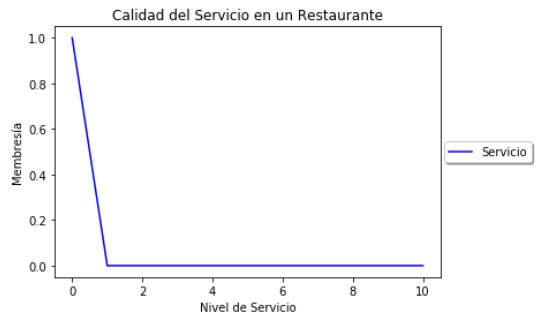 Calidad del Servicio en un Restaurante
1.0
0.8
0.6
0.4
0.2
0.0
Membresía
Servicio
0 2 4 6 8 10
Nivel de Servicio